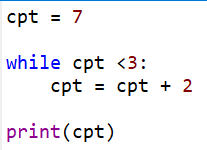 cpt = 7

while cpt <3:
    cpt = cpt + 2

print(cpt)